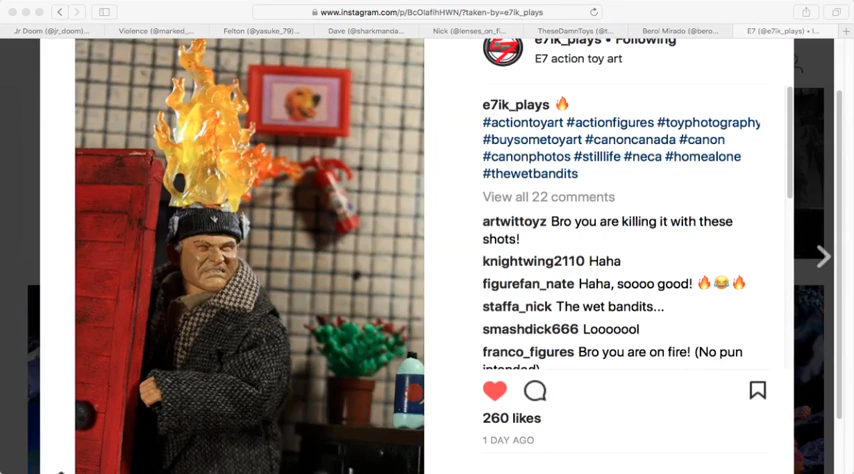 www.instagram.com/p/BcOlafihHWN/?taken-by=e7ik_plays
Jr Doom (@jr_doom)...
Violence (@marked_...
Felton (@yasuke_79)...
Dave (@sharkmanda...
Nick (@lenses_on_fi...
TheseDamnToys (@t...
Berol Mirado (@bero...
E7 (@e7ik_plays) • I...
e7ik_plays • Following
E7 action toy art
e7ik_plays 🔥
#actiontoyart #actionfigures #toyphotography
#buysometoyart #canoncanada #canon
#canonphotos #stilllife #neca #homealone
#thewetbandits
View all 22 comments
artwittoyz Bro you are killing it with these
shots!
knightwing2110 Haha
figurefan_nate Haha, soooo good! 🔥😂🔥
staffa_nick The wet bandits...
smashdick666 Looooool
franco_figures Bro you are on fire! (No pun
intended)
260 likes
1 DAY AGO